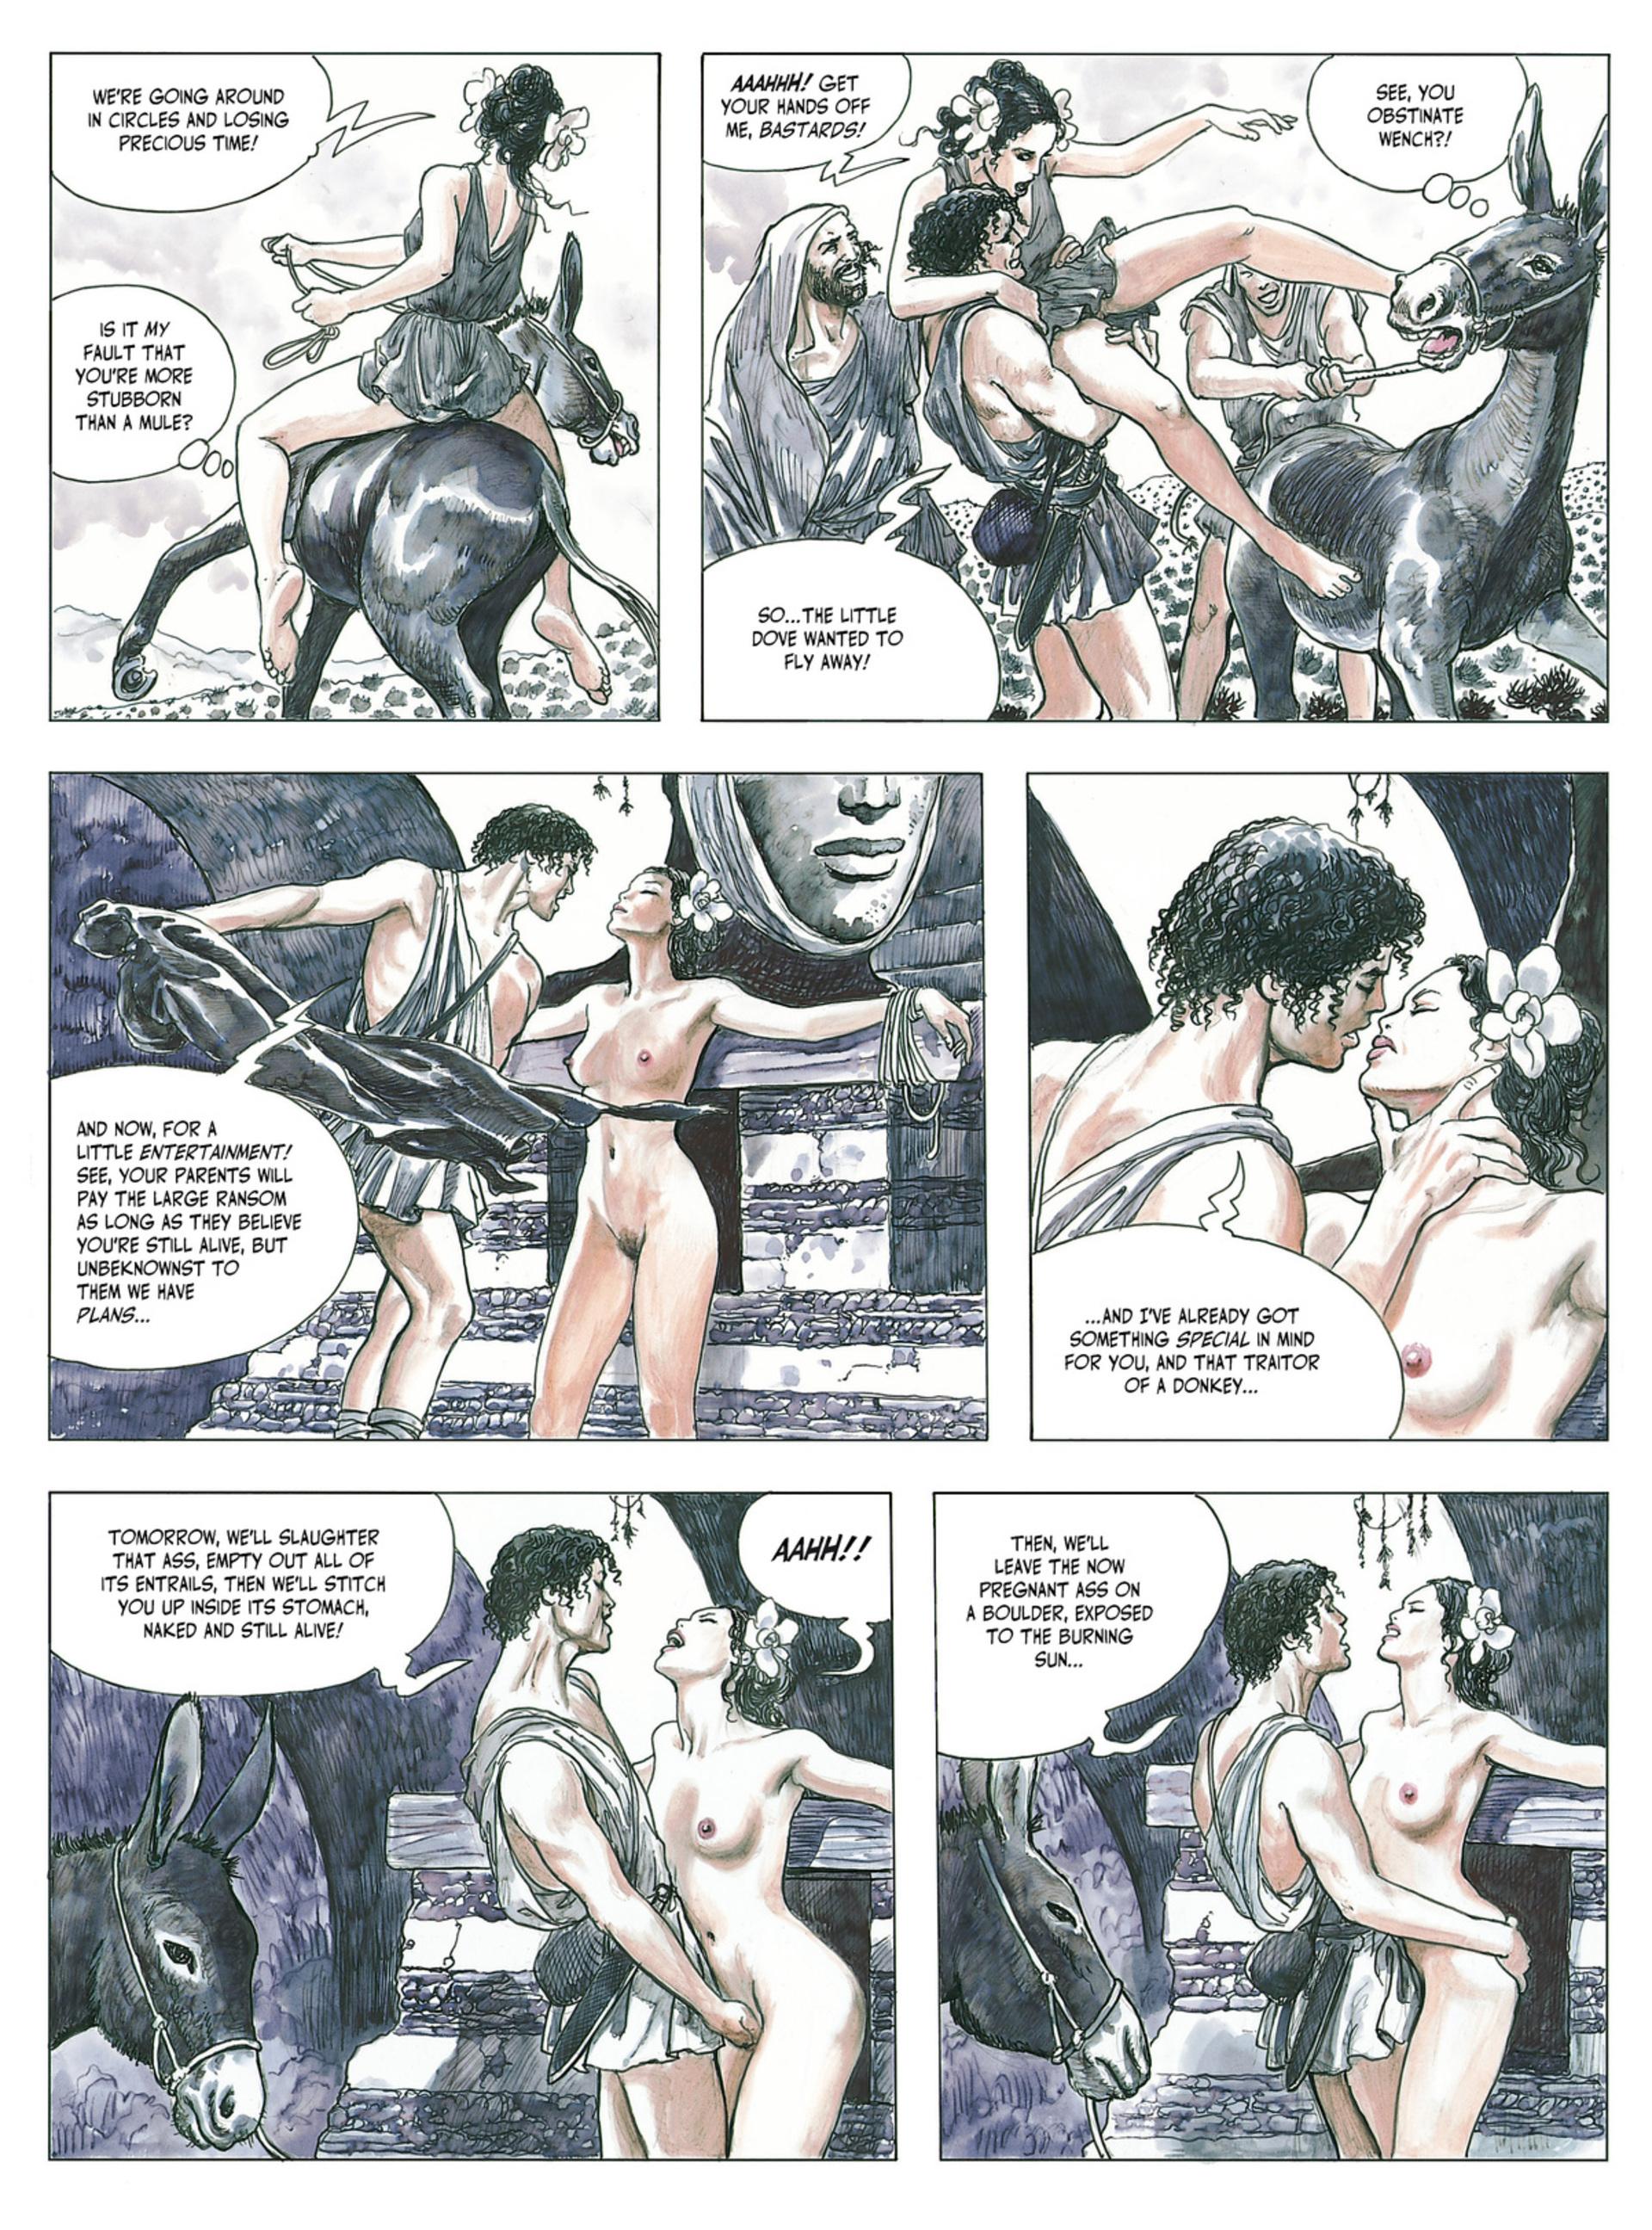 WE'RE GOING AROUND
IN CIRCLES AND LOSING
PRECIOUS TIME!
IS IT MY
FAULT THAT
YOU'RE MORE
STUBBORN
THAN A MULE?
AAAHHH! GET
YOUR HANDS OFF
ME, BASTARDS!
SEE, YOU
OBSTINATE
WENCH?!
SO...THE LITTLE
DOVE WANTED TO
FLY AWAY!
AND NOW, FOR A
LITTLE ENTERTAINMENT!
SEE, YOUR PARENTS WILL
PAY THE LARGE RANSOM
AS LONG AS THEY BELIEVE
YOU'RE STILL ALIVE, BUT
UNBEKNOWNST TO
THEM WE HAVE
PLANS...
...AND I'VE ALREADY GOT
SOMETHING SPECIAL IN MIND
FOR YOU, AND THAT TRAITOR
OF A DONKEY...
TOMORROW, WE'LL SLAUGHTER
THAT ASS, EMPTY OUT ALL OF
ITS ENTRAILS, THEN WE'LL STITCH
YOU UP INSIDE ITS STOMACH,
NAKED AND STILL ALIVE!
AAHH!!
THEN, WE'LL
LEAVE THE NOW
PREGNANT ASS ON
A BOULDER, EXPOSED
TO THE BURNING
SUN...